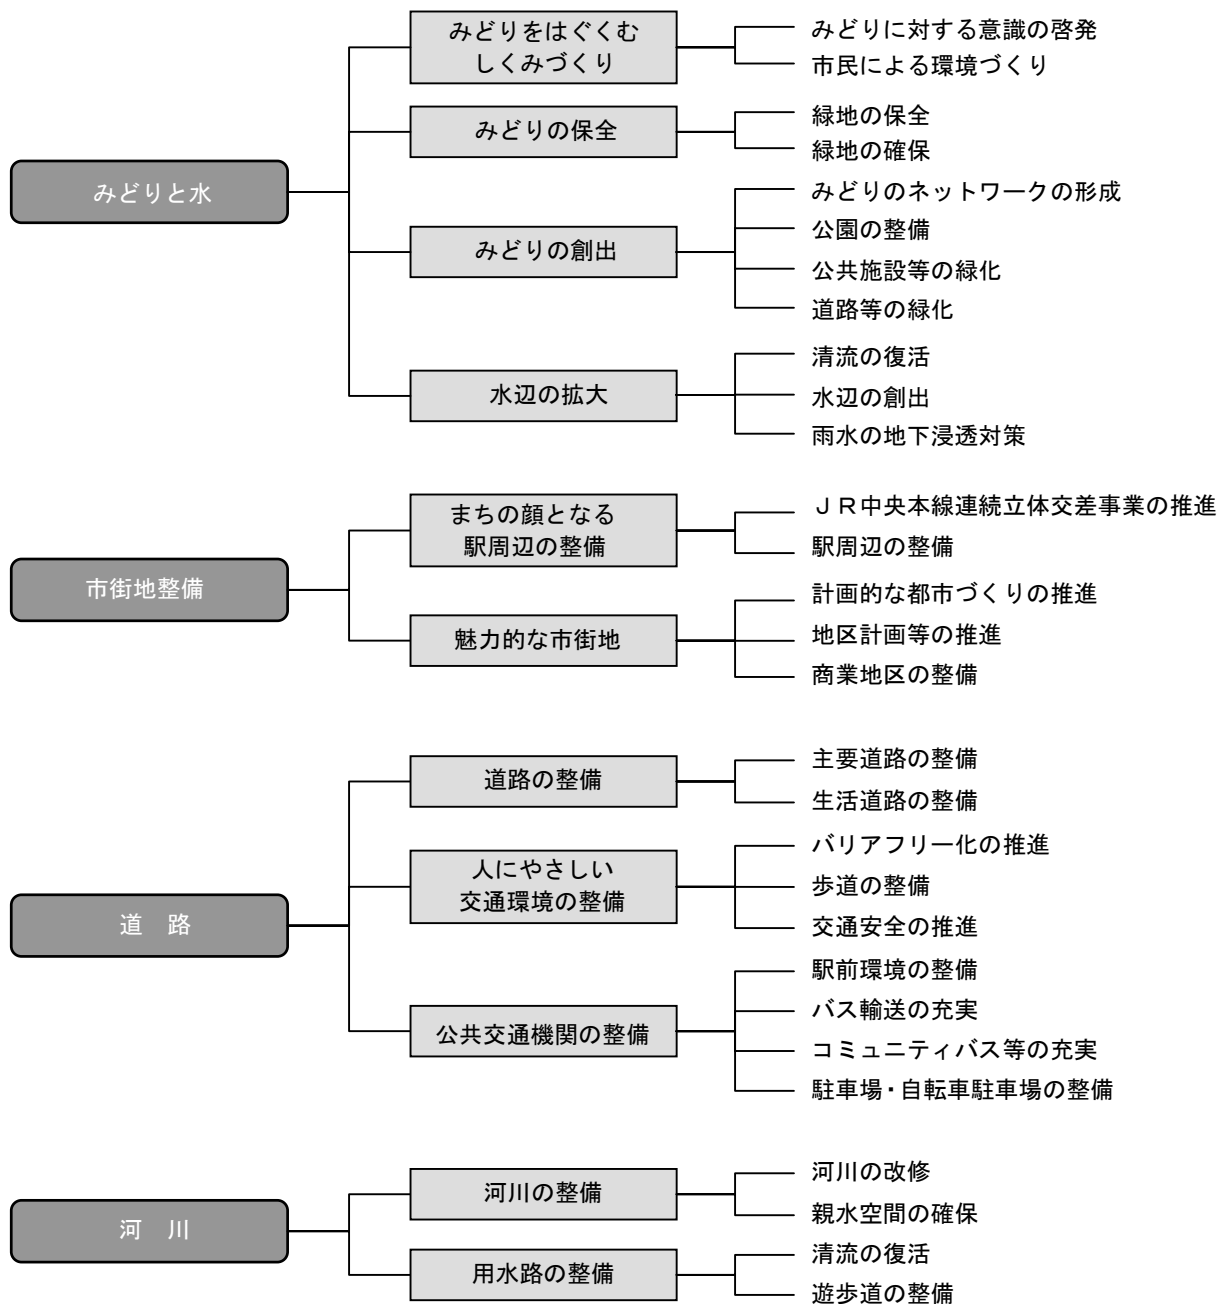 みどりと水
みどりをはぐくむ
しくみづくり
みどりに対する意識の啓発
市民による環境づくり
みどりの保全
緑地の保全
緑地の確保
みどりの創出
みどりのネットワークの形成
公園の整備
公共施設等の緑化
道路等の緑化
水辺の拡大
清流の復活
水辺の創出
雨水の地下浸透対策
市街地整備
まちの顔となる
駅周辺の整備
ＪＲ中央本線連続立体交差事業の推進
駅周辺の整備
魅力的な市街地
計画的な都市づくりの推進
地区計画等の推進
商業地区の整備
道　路
道路の整備
主要道路の整備
生活道路の整備
人にやさしい
交通環境の整備
バリアフリー化の推進
歩道の整備
交通安全の推進
公共交通機関の整備
駅前環境の整備
バス輸送の充実
コミュニティバス等の充実
駐車場・自転車駐車場の整備
河　川
河川の整備
河川の改修
親水空間の確保
用水路の整備
清流の復活
遊歩道の整備